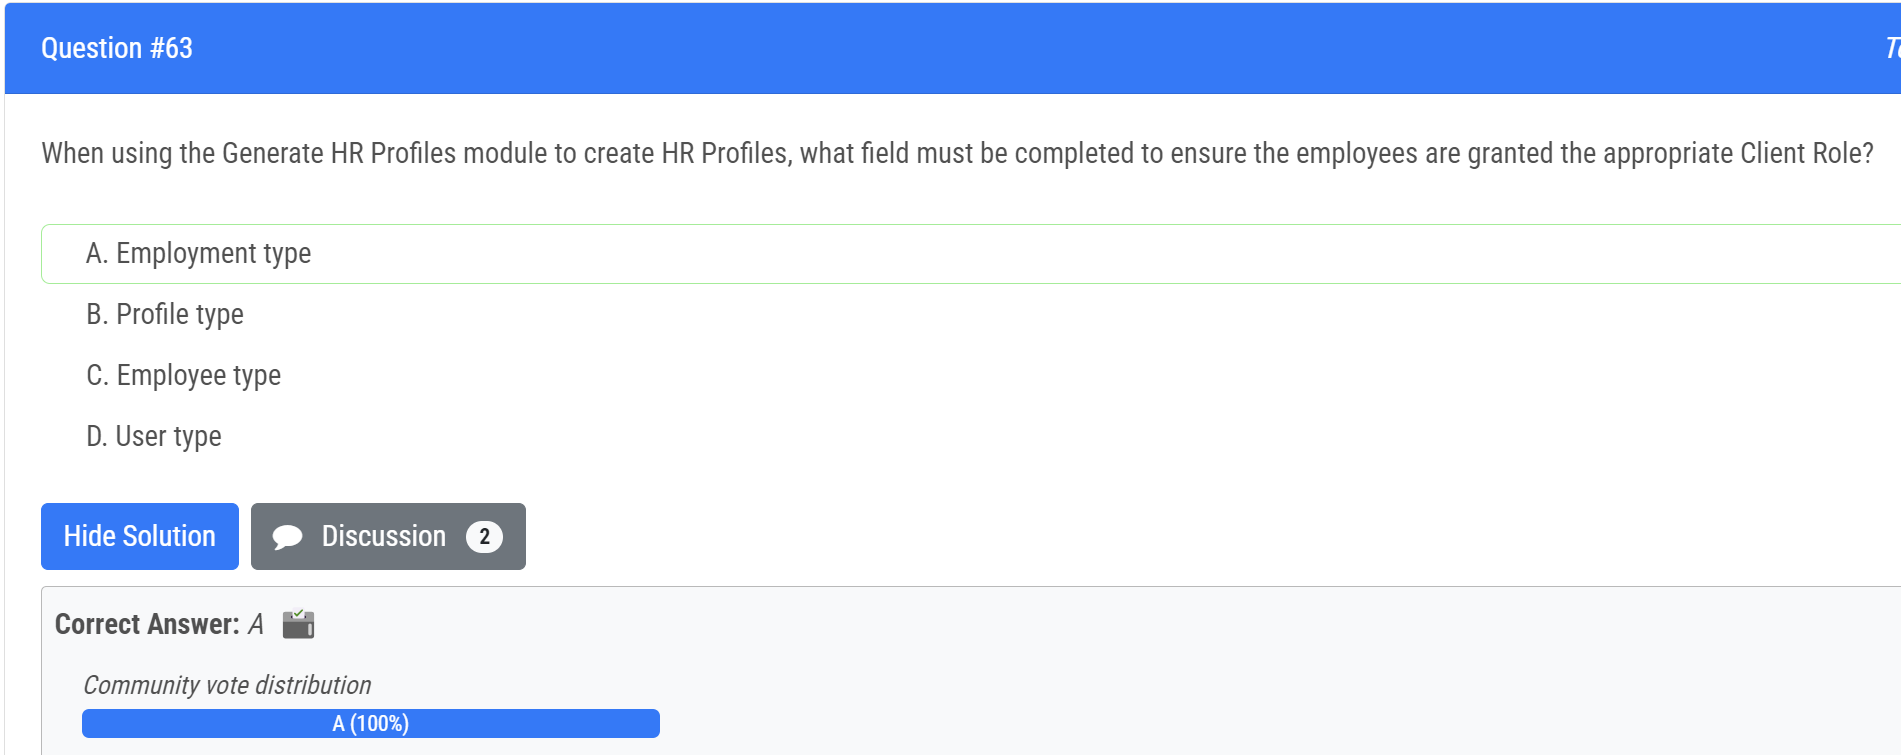 Question #63
When using the Generate HR Profiles module to create HR Profiles, what field must be completed to ensure the employees are granted the appropriate Client Role?
A. Employment type
B. Profile type
C. Employee type
D. User type
Hide Solution
Discussion 2
Correct Answer: A
Community vote distribution
A (100%)